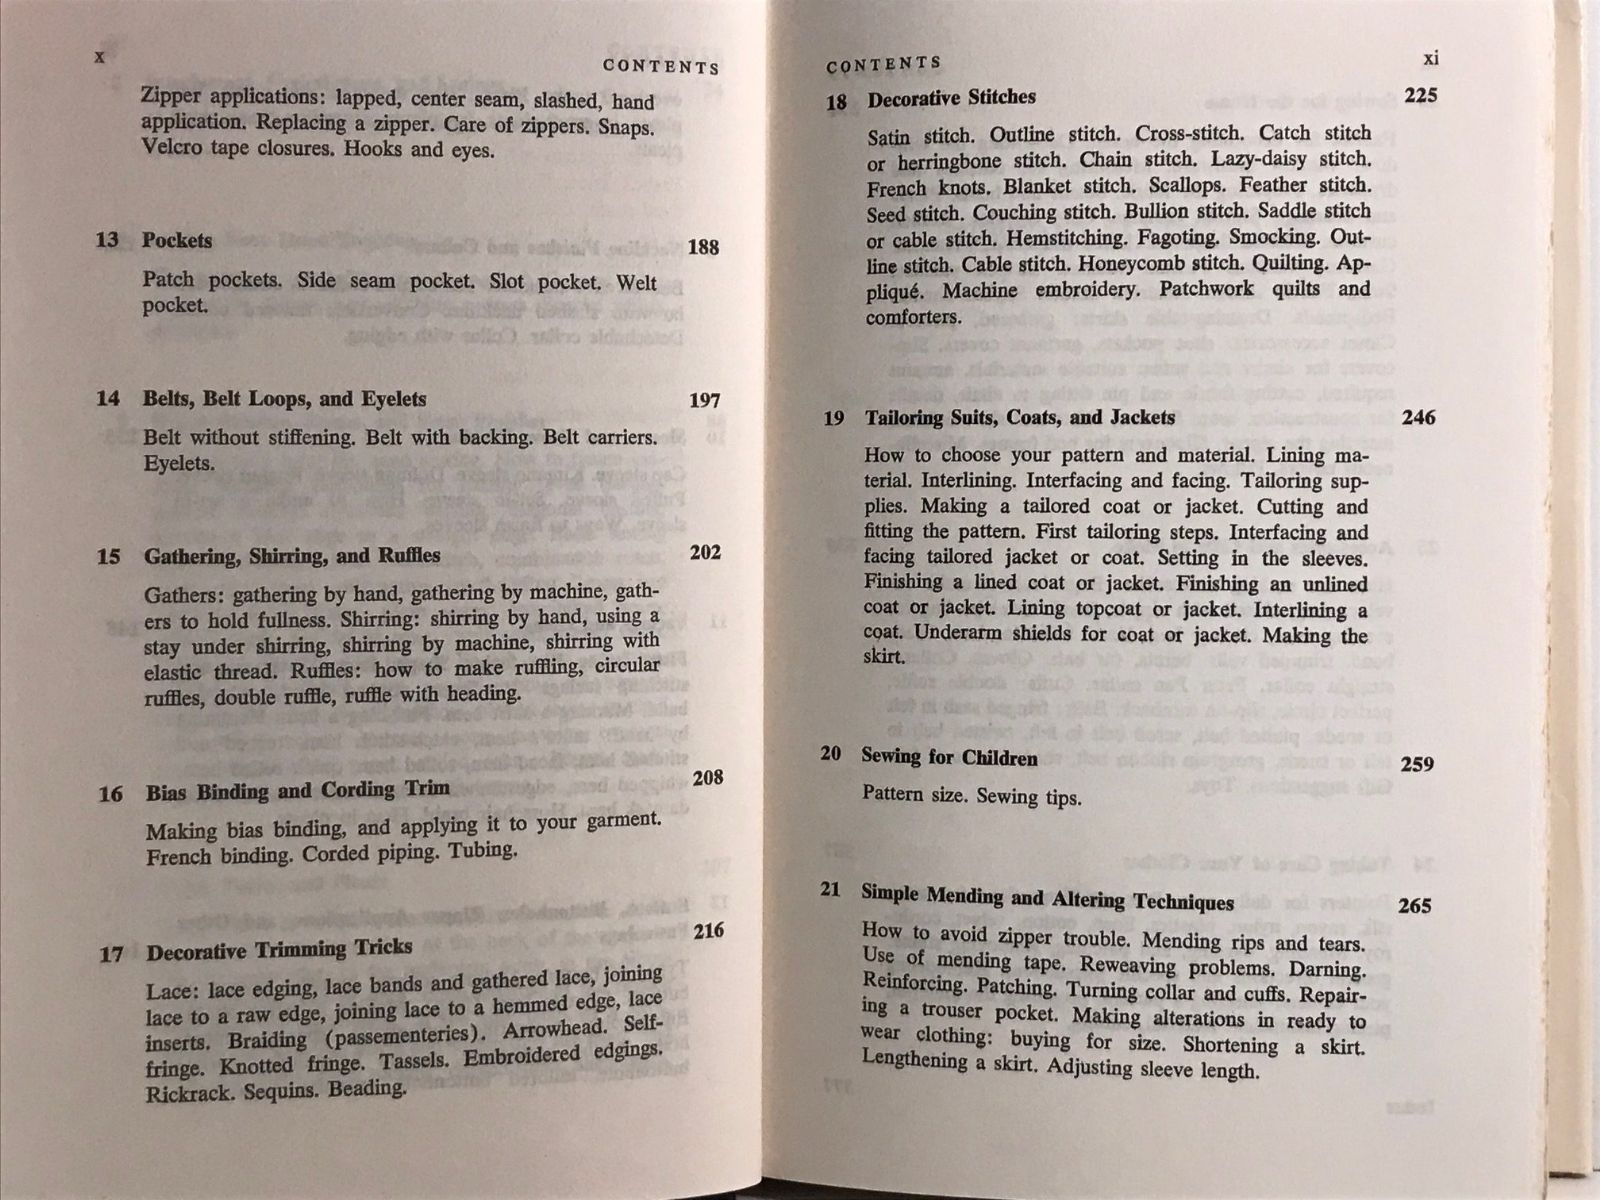 x
CONTENTS
Zipper applications: lapped, center seam, slashed, hand
application. Replacing a zipper. Care of zippers. Snaps.
Velcro tape closures. Hooks and eyes.
13 Pockets 188
Patch pockets. Side seam pocket. Slot pocket. Welt
pocket.
14 Belts, Belt Loops, and Eyelets 197
Belt without stiffening. Belt with backing. Belt carriers.
Eyelets.
15 Gathering, Shirring, and Ruffles 202
Gathers: gathering by hand, gathering by machine, gath-
ers to hold fullness. Shirring: shirring by hand, using a
stay under shirring, shirring by machine, shirring with
elastic thread. Ruffles: how to make ruffling, circular
ruffles, double ruffle, ruffle with heading.
16 Bias Binding and Cording Trim 208
Making bias binding, and applying it to your garment.
French binding. Corded piping. Tubing.
17 Decorative Trimming Tricks 216
Lace: lace edging, lace bands and gathered lace, joining
lace to a raw edge, joining lace to a hemmed edge, lace
inserts. Braiding (passementeries). Arrowhead. Self-
fringe. Knotted fringe. Tassels. Embroidered edgings.
Rickrack. Sequins. Beading.
CONTENTS
xi
18 Decorative Stitches 225
Satin stitch. Outline stitch. Cross-stitch. Catch stitch
or herringbone stitch. Chain stitch. Lazy-daisy stitch.
French knots. Blanket stitch. Scallops. Feather stitch.
Seed stitch. Couching stitch. Bullion stitch. Saddle stitch
or cable stitch. Hemstitching. Fagoting. Smocking. Out-
line stitch. Cable stitch. Honeycomb stitch. Quilting. Ap-
pliqué. Machine embroidery. Patchwork quilts and
comforters.
19 Tailoring Suits, Coats, and Jackets 246
How to choose your pattern and material. Lining ma-
terial. Interlining. Interfacing and facing. Tailoring sup-
plies. Making a tailored coat or jacket. Cutting and
fitting the pattern. First tailoring steps. Interfacing and
facing tailored jacket or coat. Setting in the sleeves.
Finishing a lined coat or jacket. Finishing an unlined
coat or jacket. Lining topcoat or jacket. Interlining a
coat. Underarm shields for coat or jacket. Making the
skirt.
20 Sewing for Children 259
Pattern size. Sewing tips.
21 Simple Mending and Altering Techniques 265
How to avoid zipper trouble. Mending rips and tears.
Use of mending tape. Reweaving problems. Darning.
Reinforcing. Patching. Turning collar and cuffs. Repair-
ing a trouser pocket. Making alterations in ready to
wear clothing: buying for size. Shortening a skirt.
Lengthening a skirt. Adjusting sleeve length.